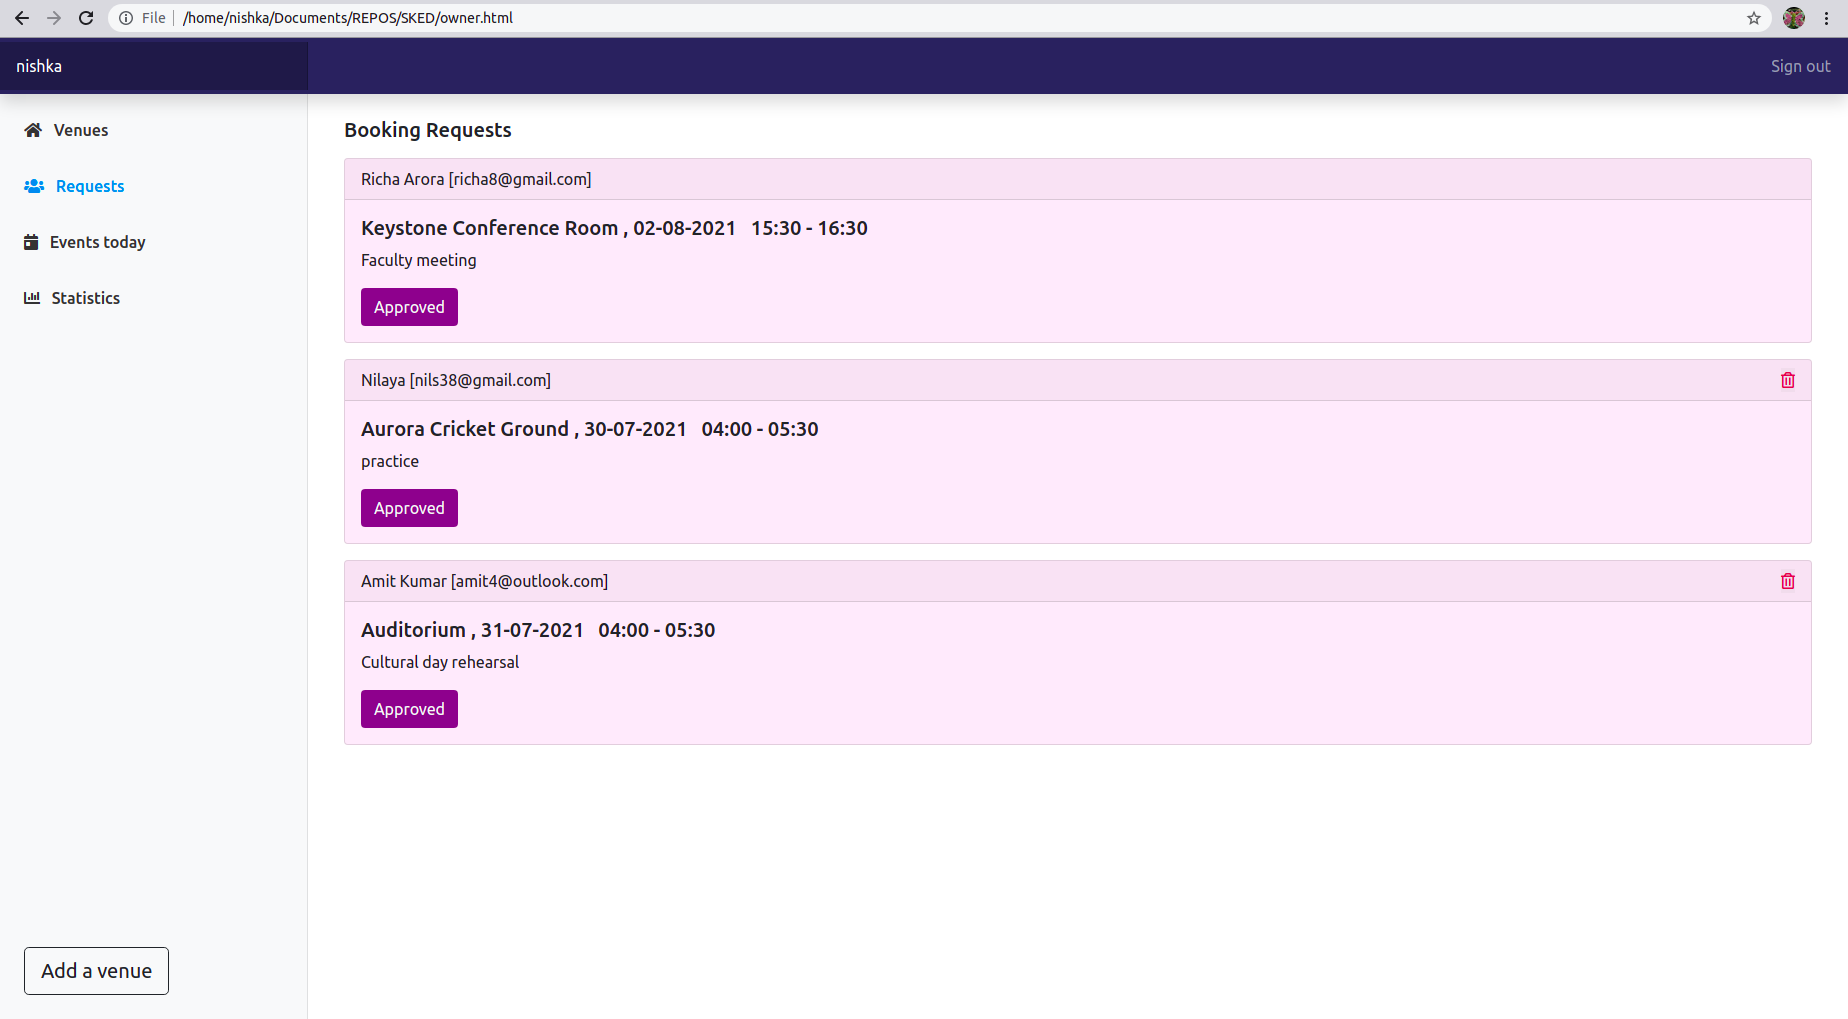 File /home/nishka/Documents/REPOS/SKED/owner.html
nishka
Sign out
Venues
Requests
Events today
Statistics
Add a venue
Booking Requests
Richa Arora [richa8@gmail.com]
Keystone Conference Room , 02-08-2021 15:30 - 16:30
Faculty meeting
Approved
Nilaya [nils38@gmail.com]
Aurora Cricket Ground , 30-07-2021 04:00 - 05:30
practice
Approved
Amit Kumar [amit4@outlook.com]
Auditorium , 31-07-2021 04:00 - 05:30
Cultural day rehearsal
Approved